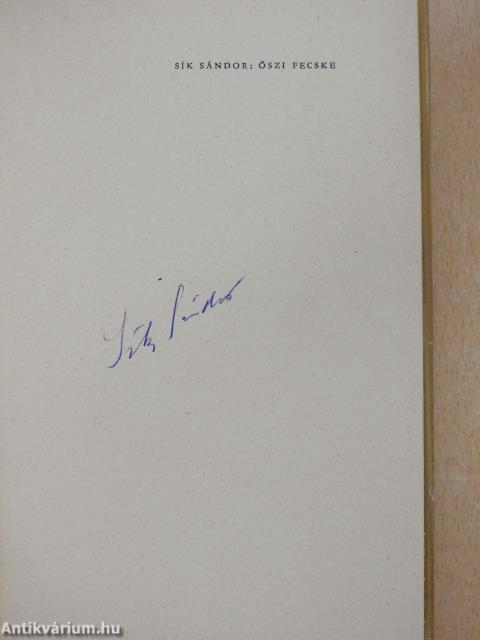 SÍK SÁNDOR: ŐSZI FECSKE
Sík Sándor
Antikvárium.hu